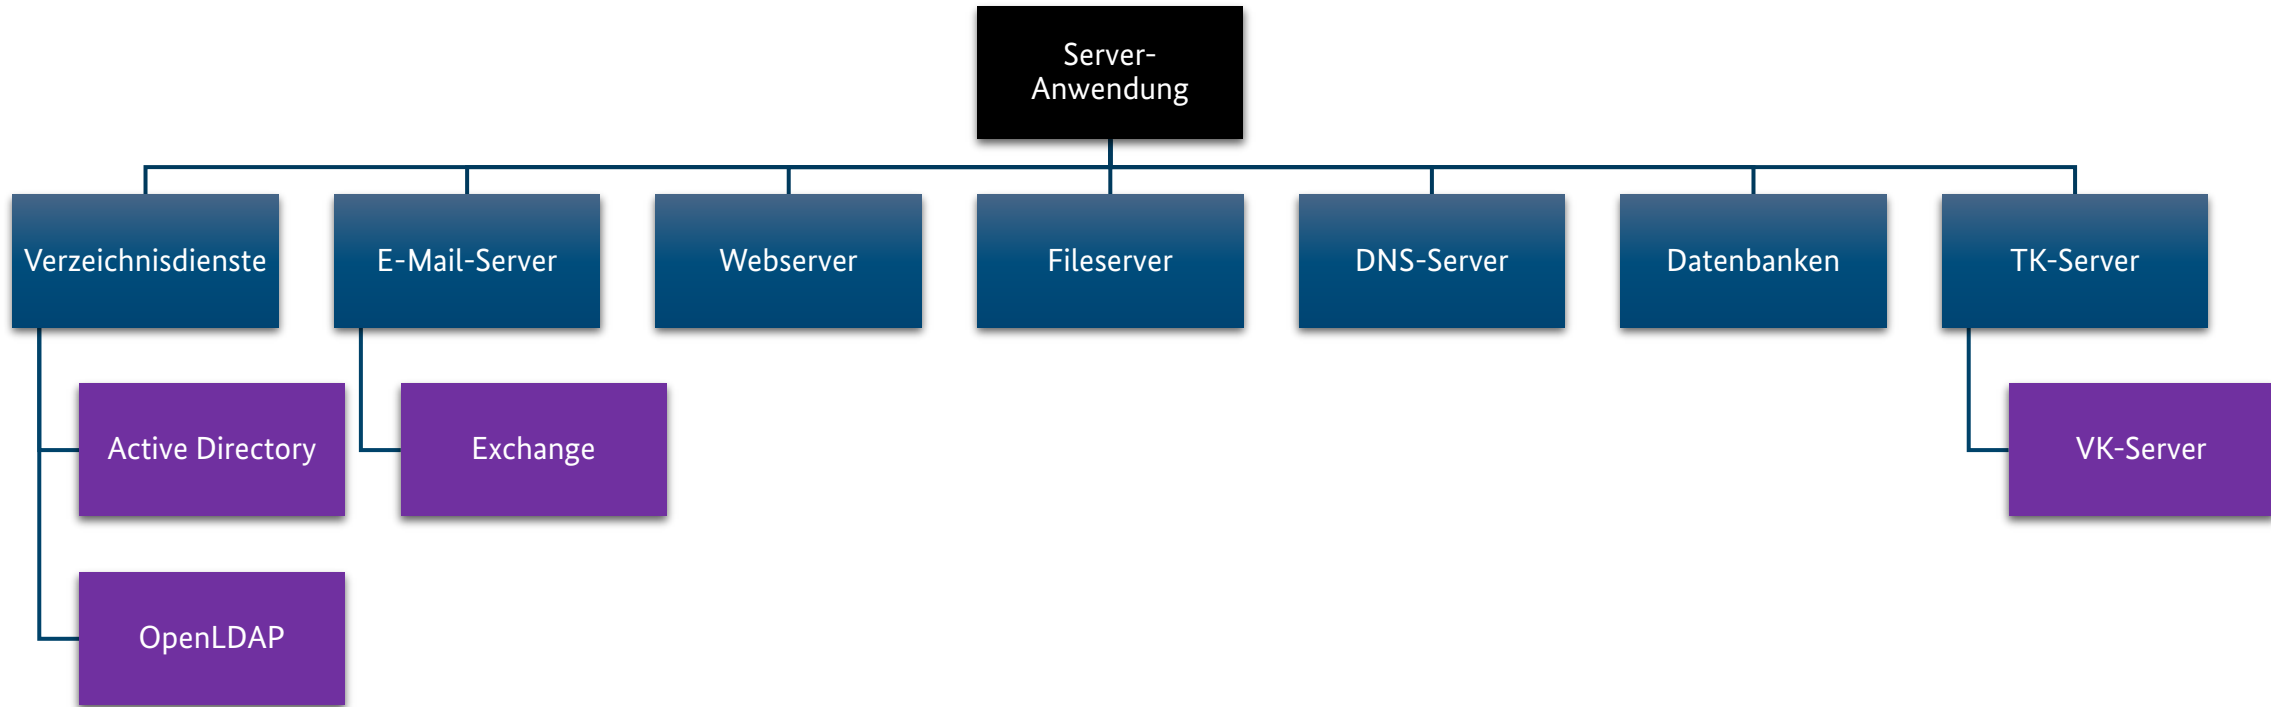 Server-
Anwendung
Verzeichnisdienste
E-Mail-Server
Webserver
Fileserver
DNS-Server
Datenbanken
TK-Server
Active Directory
Exchange
VK-Server
OpenLDAP